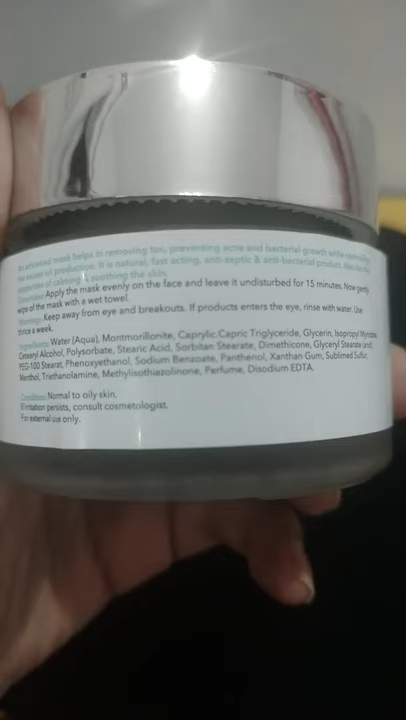 An advanced mask helps in removing tan, preventing acne and bacterial growth while controlling
the excess oil production. It is natural, fast acting, anti-septic & anti-bacterial product. Also has the
properties of calming & soothing the skin.
Directions: Apply the mask evenly on the face and leave it undisturbed for 15 minutes. Now gently
wipe of the mask with a wet towel.
Warning: Keep away from eye and breakouts. If products enters the eye, rinse with water. Use
thrice a week.
Ingredients: Water (Aqua), Montmorillonite, Caprylic.Capric Triglyceride, Glycerin, Isopropyl Myristate,
Cetearyl Alcohol, Polysorbate, Stearic Acid, Sorbitan Stearate, Dimethicone, Glyceryl Stearate (and)
PEG-100 Stearat, Phenoxyethanol, Sodium Benzoate, Panthenol, Xanthan Gum, Sublimed Sulfur,
Menthol, Triethanolamine, Methylisothiazolinone, Perfume, Disodium EDTA.
Condition: Normal to oily skin.
If irritation persists, consult cosmetologist.
For external use only.